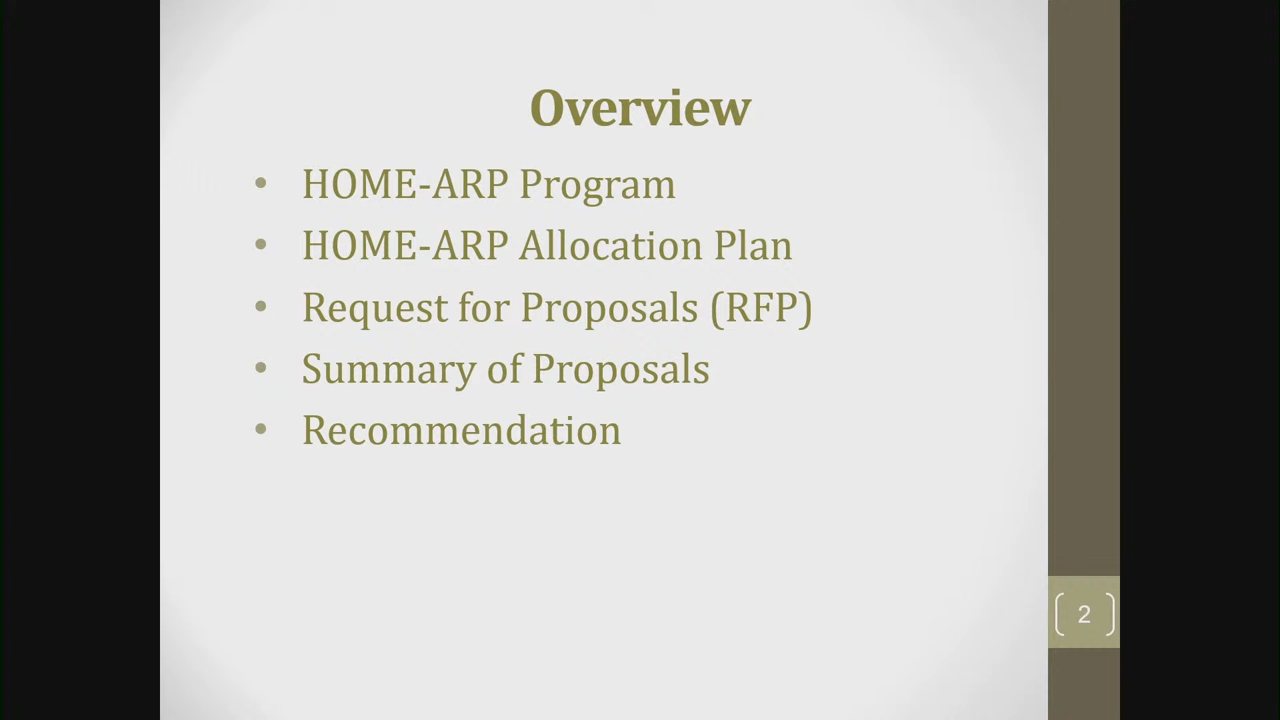 Overview
• HOME-ARP Program
• HOME-ARP Allocation Plan
• Request for Proposals (RFP)
• Summary of Proposals
• Recommendation
2